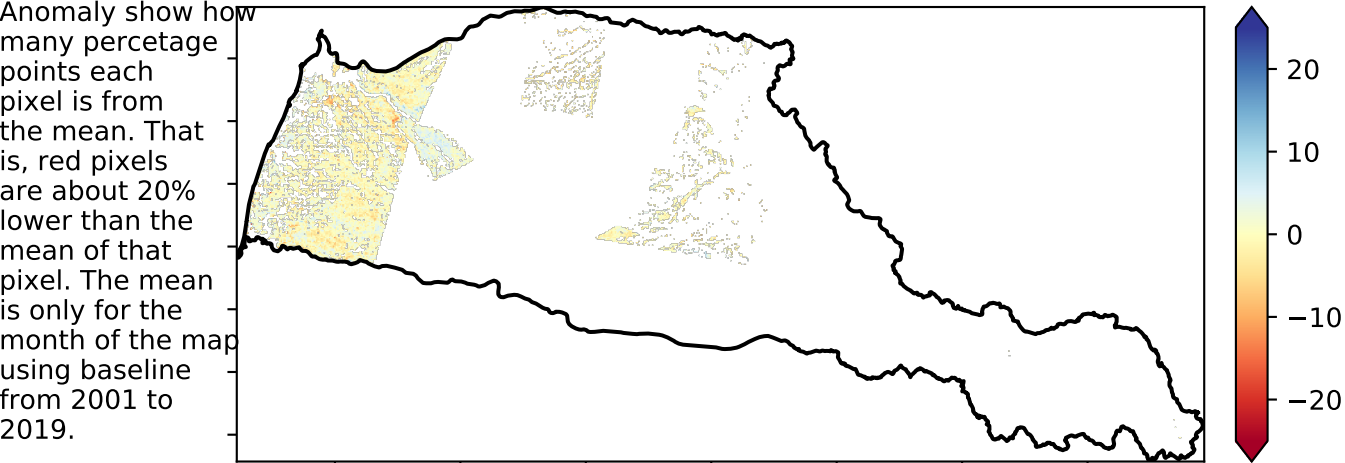 Anomaly show how
many percetage
points each
pixel is from
the mean. That
is, red pixels
are about 20%
lower than the
mean of that
pixel. The mean
is only for the
month of the map
using baseline
from 2001 to
2019.
20
10
0
−10
−20